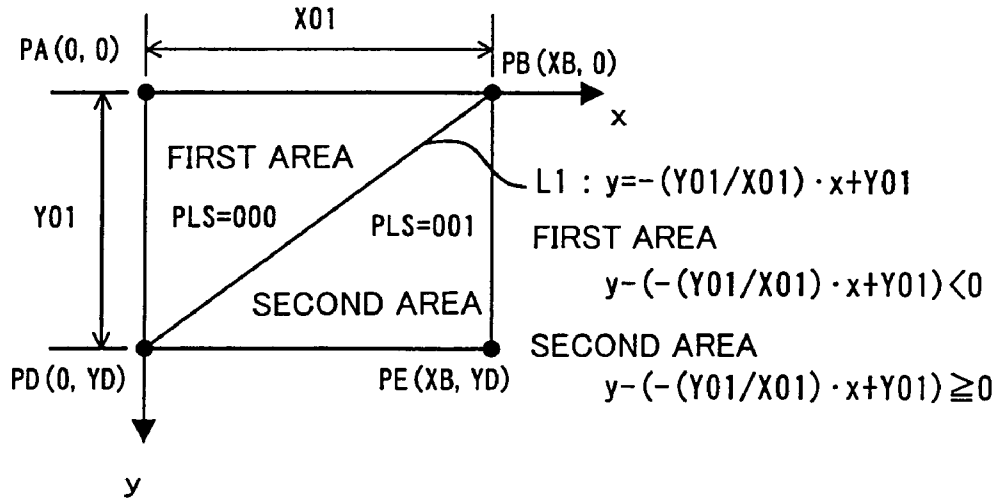 X01
PA(0, 0)
PB(XB, 0)
x
FIRST AREA
L1 : y=-(Y01/X01)·x+Y01
Y01
PLS=000
PLS=001
FIRST AREA
y-(-(Y01/X01)·x+Y01)<0
SECOND AREA
SECOND AREA
PD(0, YD)
PE(XB, YD)
y-(-(Y01/X01)·x+Y01)≧0
y